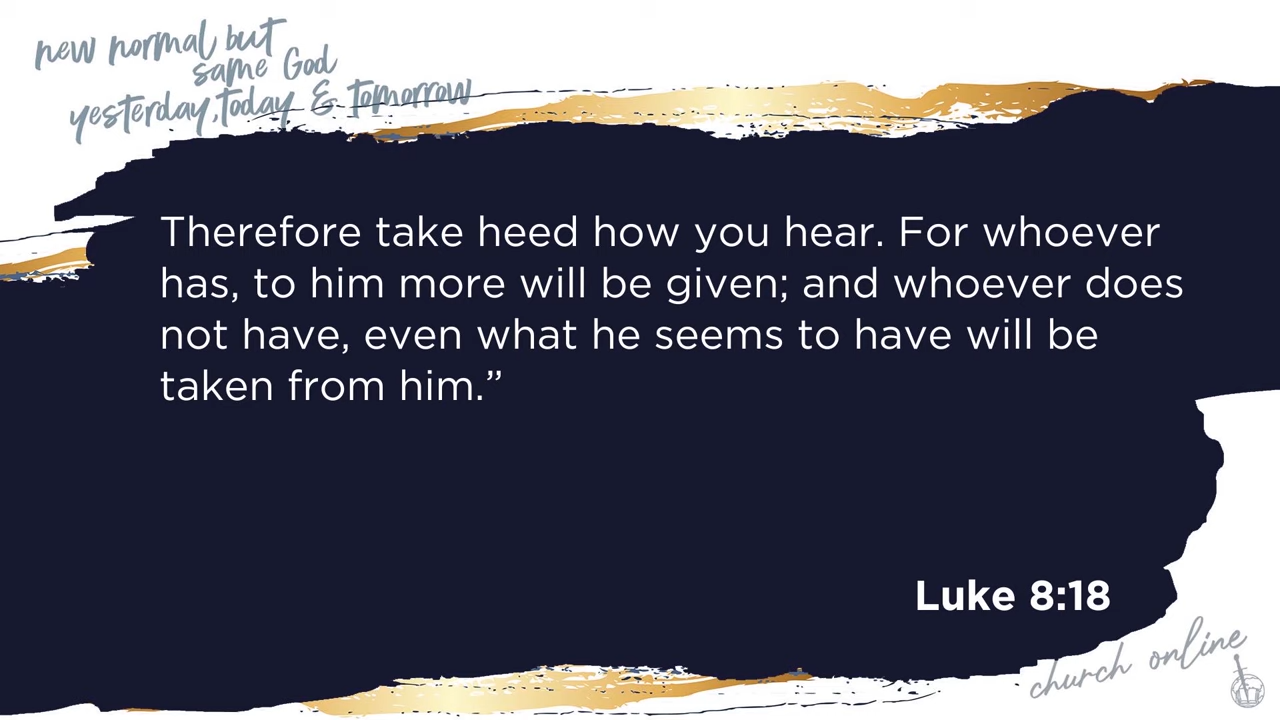 new normal but
same God
yesterday, today & tomorrow
Therefore take heed how you hear. For whoever
has, to him more will be given; and whoever does
not have, even what he seems to have will be
taken from him.”
Luke 8:18
church online